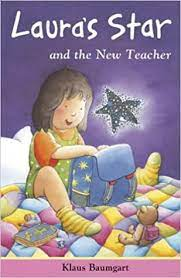 Laura's Star
and the New Teacher
Klaus Baumgart